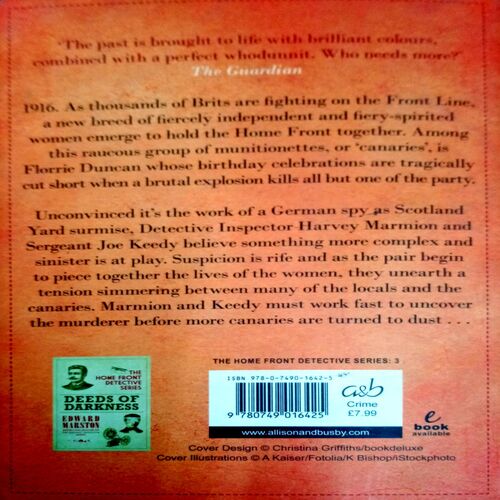 'The past is brought to life with brilliant colours,
combined with a perfect whodunnit. Who needs more?'
The Guardian
1916. As thousands of Brits are fighting on the Front Line,
a new breed of fiercely independent and fiery-spirited
women emerge to hold the Home Front together. Among
this raucous group of munitionettes, or 'canaries', is
Florrie Duncan whose birthday celebrations are tragically
cut short when a brutal explosion kills all but one of the party.
Unconvinced it's the work of a German spy as Scotland
Yard surmise, Detective Inspector Harvey Marmion and
Sergeant Joe Keedy believe something more complex and
sinister is at play. Suspicion is rife and as the pair begin
to piece together the lives of the women, they unearth a
tension simmering between many of the locals and the
canaries. Marmion and Keedy must work fast to uncover
the murderer before more canaries are turned to dust . . .
THE HOME FRONT DETECTIVE SERIES: 3
THE
HOME FRONT
DETECTIVE
SERIES
DEEDS OF
DARKNESS
EDWARD
MARSTON
ISBN 978-0-7490-1642-5
9 780749 016425
a&b
Crime
£7.99
www.allisonandbusby.com
e
book
available
Cover Design © Christina Griffiths/bookdeluxe
Cover Illustrations © A Kaiser/Fotolia/K Bishop/iStockphoto